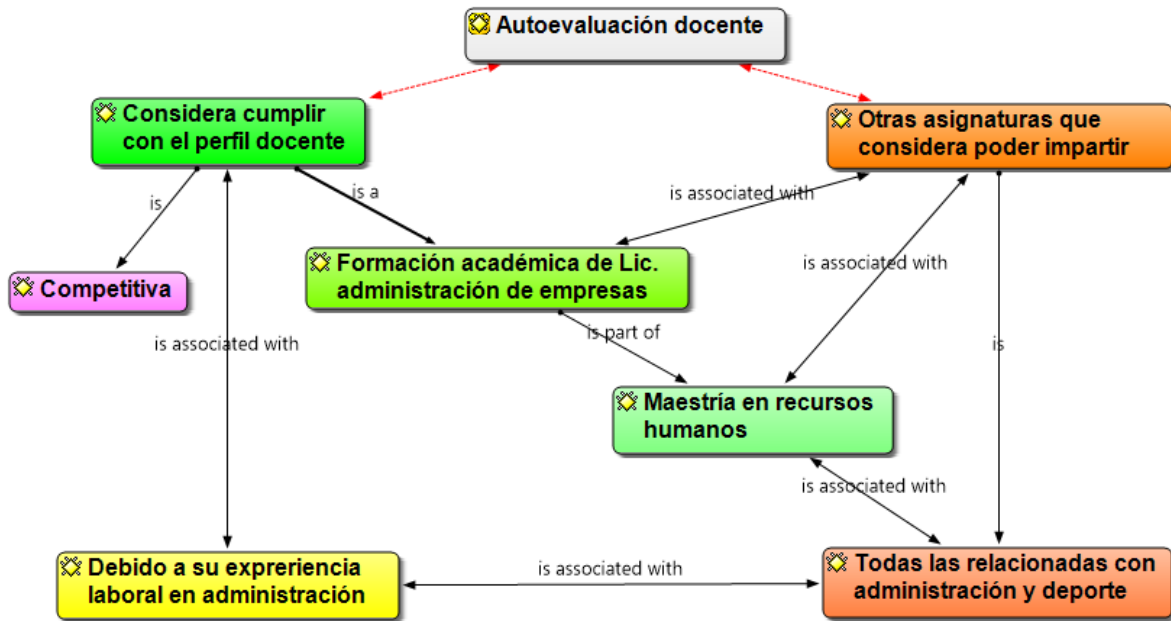 Autoevaluación docente
Considera cumplir
con el perfil docente
Otras asignaturas que
considera poder impartir
is associated with
is
is a
Formación académica de Lic.
administración de empresas
is associated with
Competitiva
is part of
is associated with
is
Maestría en recursos
humanos
is associated with
Debido a su expreriencia
laboral en administración
is associated with
Todas las relacionadas con
administración y deporte